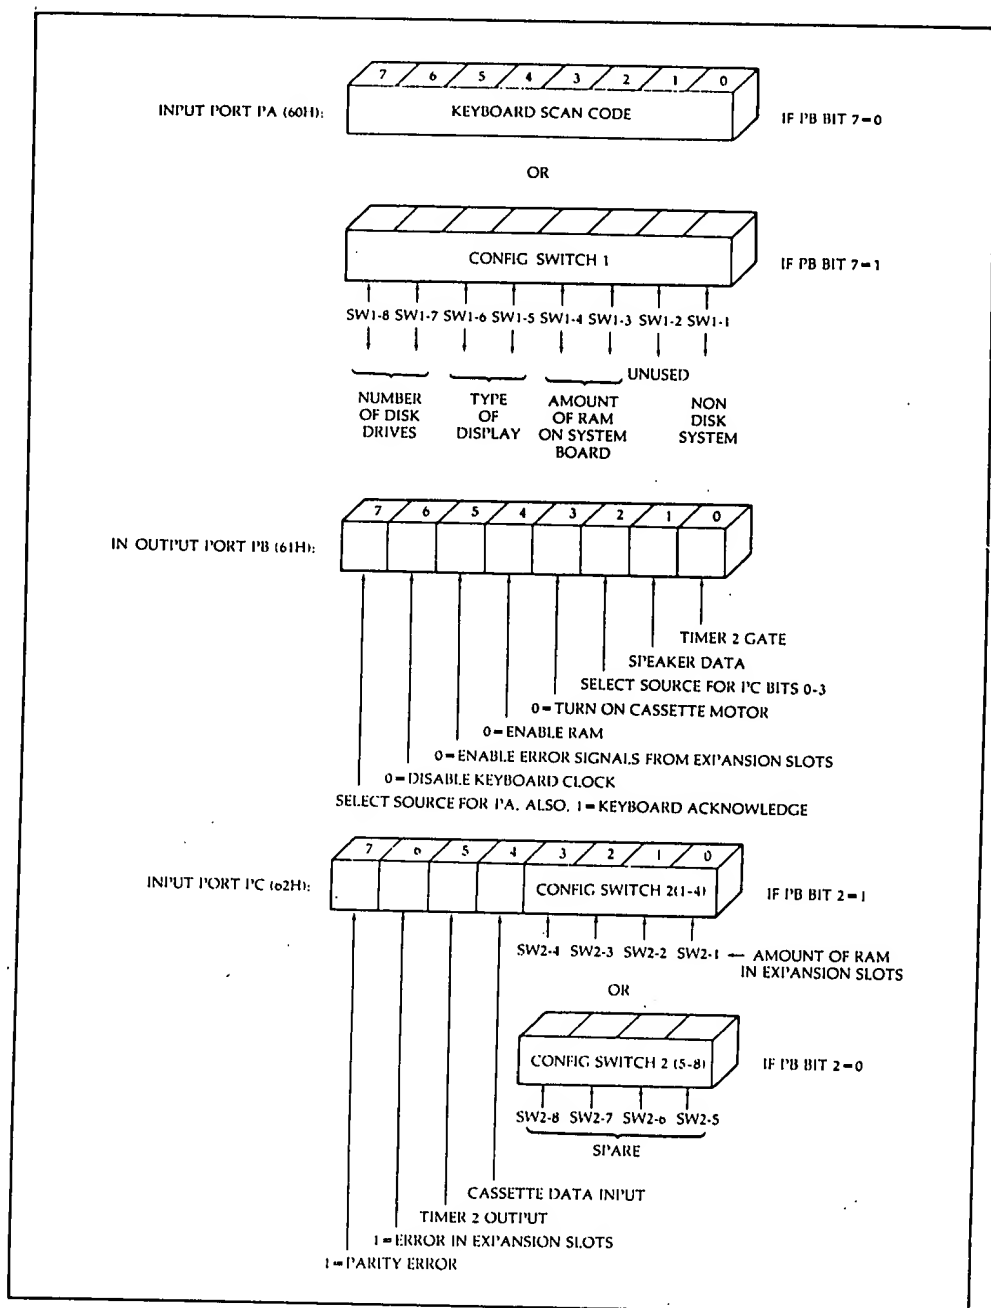 7 6 5 4 3 2 1 0
INPUT PORT PA (60H): KEYBOARD SCAN CODE IF PB BIT 7=0
OR
CONFIG SWITCH 1 IF PB BIT 7=1
SW1-8 SW1-7 SW1-6 SW1-5 SW1-4 SW1-3 SW1-2 SW1-1
UNUSED
NUMBER OF DISK DRIVES
TYPE OF DISPLAY
AMOUNT OF RAM ON SYSTEM BOARD
NON DISK SYSTEM
7 6 5 4 3 2 1 0
IN OUTPUT PORT PB (61H):
TIMER 2 GATE
SPEAKER DATA
SELECT SOURCE FOR PC BITS 0-3
0=TURN ON CASSETTE MOTOR
0=ENABLE RAM
0=ENABLE ERROR SIGNALS FROM EXPANSION SLOTS
0=DISABLE KEYBOARD CLOCK
SELECT SOURCE FOR PA. ALSO, 1=KEYBOARD ACKNOWLEDGE
7 6 5 4 3 2 1 0
INPUT PORT PC (62H): CONFIG SWITCH 2(1-4) IF PB BIT 2=1
SW2-4 SW2-3 SW2-2 SW2-1 AMOUNT OF RAM
IN EXPANSION SLOTS
OR
CONFIG SWITCH 2 (5-8) IF PB BIT 2=0
SW2-8 SW2-7 SW2-6 SW2-5
SPARE
CASSETTE DATA INPUT
TIMER 2 OUTPUT
1=ERROR IN EXPANSION SLOTS
1=PARITY ERROR